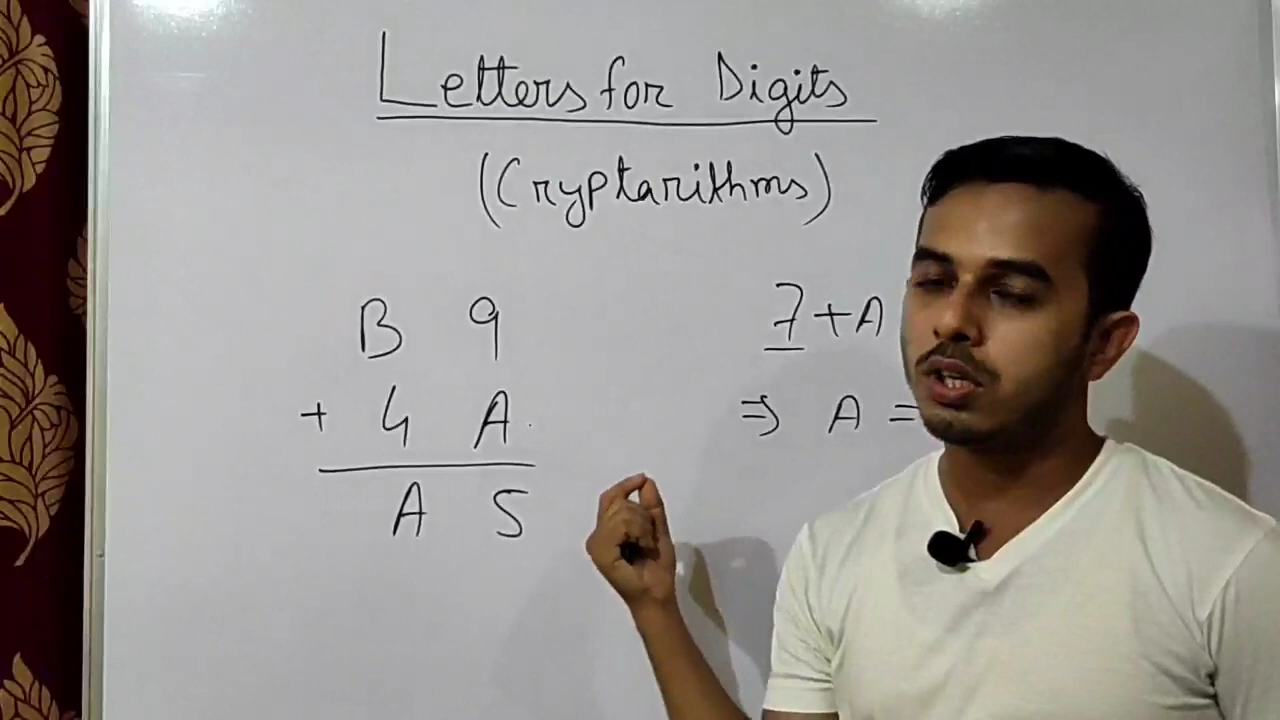 Letters for Digits
(Cryptarithms)
B 9
+ 4 A
A 5
7 + A
⇒ A =